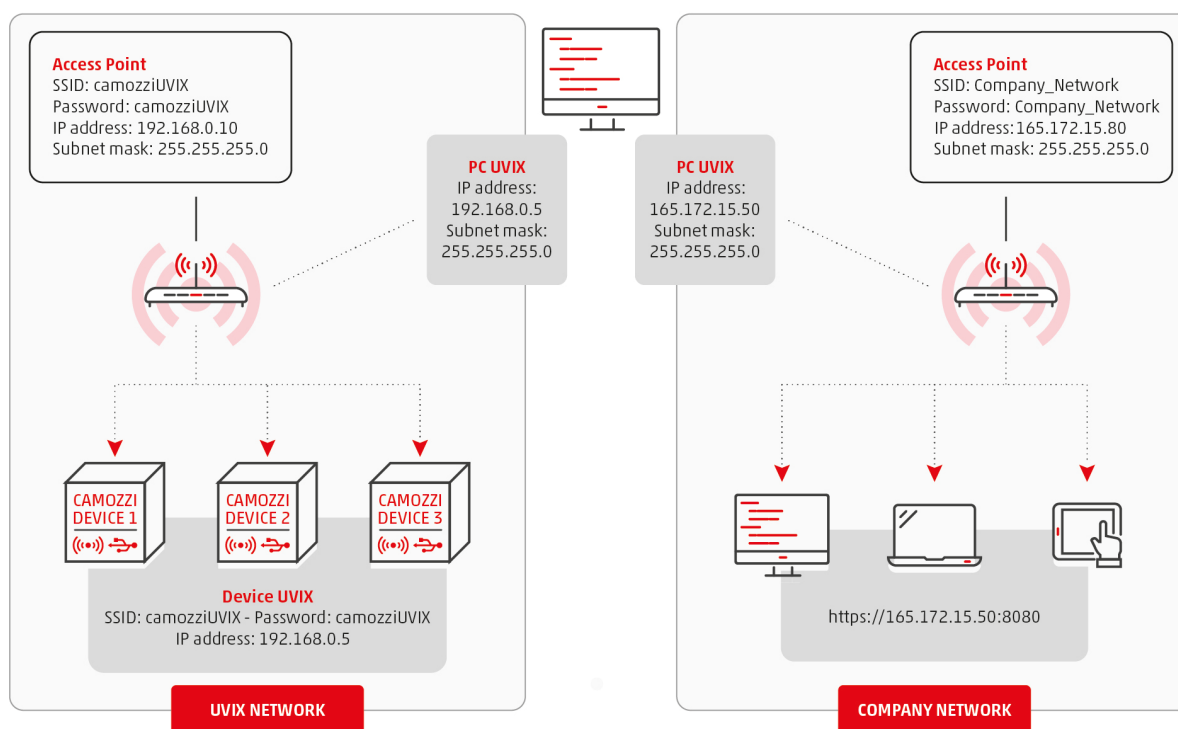 Access Point
SSID: camozziUVIX
Password: camozziUVIX
IP address: 192.168.0.10
Subnet mask: 255.255.255.0
PC UVIX
IP address:
192.168.0.5
Subnet mask:
255.255.255.0
CAMOZZI
DEVICE 1
CAMOZZI
DEVICE 2
CAMOZZI
DEVICE 3
Device UVIX
SSID: camozziUVIX - Password: camozziUVIX
IP address: 192.168.0.5
UVIX NETWORK
PC UVIX
IP address:
165.172.15.50
Subnet mask:
255.255.255.0
Access Point
SSID: Company_Network
Password: Company_Network
IP address:165.172.15.80
Subnet mask: 255.255.255.0
https://165.172.15.50:8080
COMPANY NETWORK